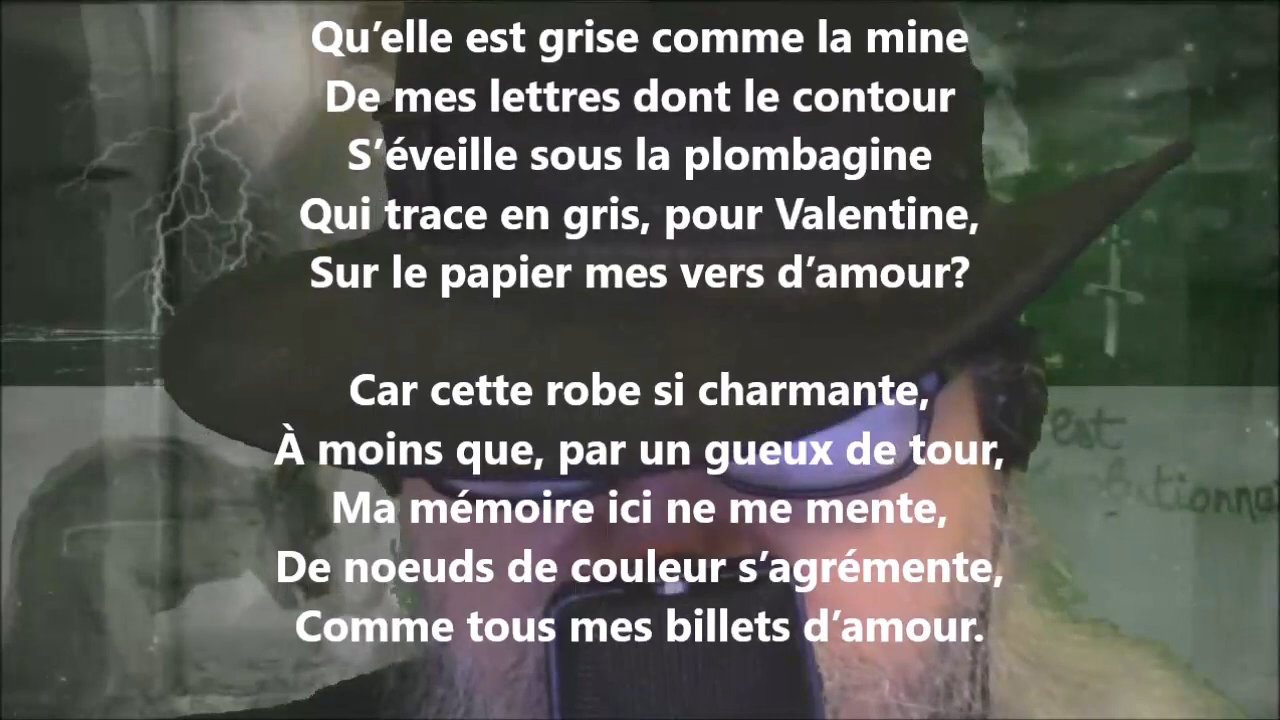 Qu’elle est grise comme la mine
De mes lettres dont le contour
S’éveille sous la plombagine
Qui trace en gris, pour Valentine,
Sur le papier mes vers d’amour?
Car cette robe si charmante,
À moins que, par un gueux de tour,
Ma mémoire ici ne me mente,
De noeuds de couleur s’agrémente,
Comme tous mes billets d’amour.
est